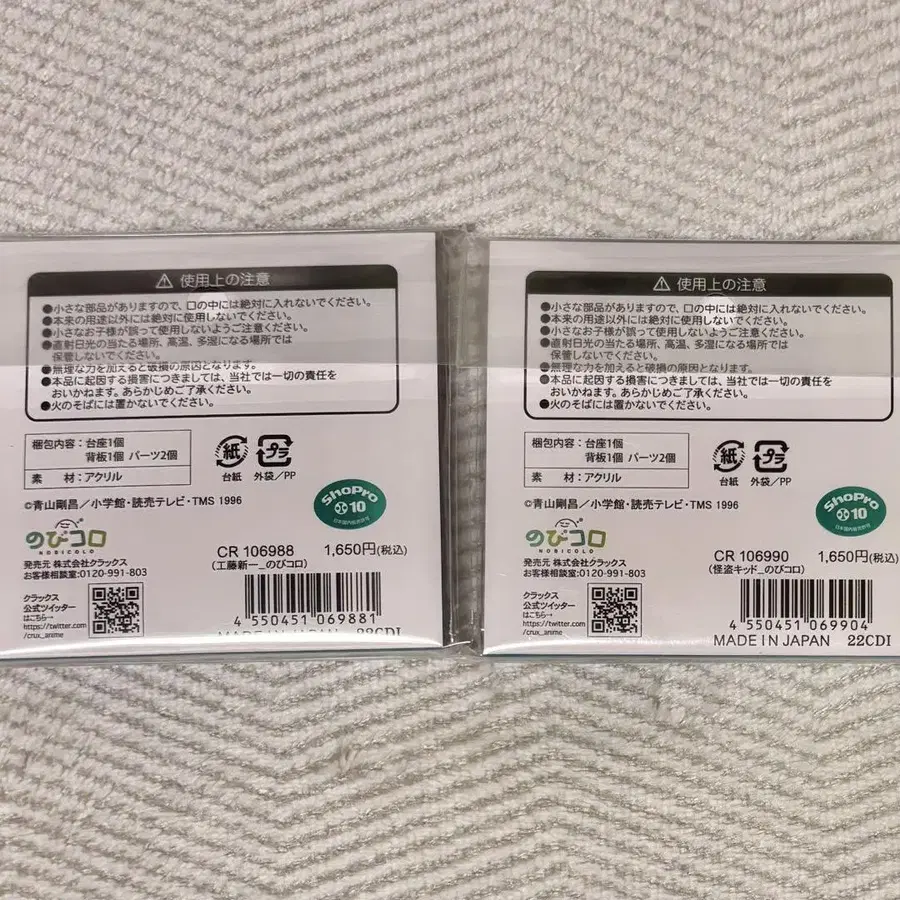 ⚠ 使用上の注意
●小さな部品がありますので、口の中には絶対に入れないでください。
●本来の用途以外には絶対に使用しないでください。
●小さなお子様が誤って使用しないようご注意ください。
●直射日光の当たる場所、高温、多湿になる場所では
保管しないでください。
●無理な力を加えると破損の原因となります。
●本品に起因する損害につきましては、当社では一切の責任を
おいかねます。あらかじめご了承ください。
●火のそばには置かないでください。
梱包内容：台座1個
背板1個 パーツ2個
素 材：アクリル
紙
台紙
プラ
外袋／PP
©青山剛昌／小学館・読売テレビ・TMS 1996
ShoPro
10
のびコロ
NOBICOLO
CR 106988 1,650円(税込)
(工藤新一_のびコロ)
発売元 株式会社クラックス
お客様相談室:0120-991-803
クラックス
公式ツイッター
はこちら→
https://twitter.com
/crux_anime
4 550451 069881
MADE IN JAPAN 22CDI
⚠ 使用上の注意
●小さな部品がありますので、口の中には絶対に入れないでください。
●本来の用途以外には絶対に使用しないでください。
●小さなお子様が誤って使用しないようご注意ください。
●直射日光の当たる場所、高温、多湿になる場所では
保管しないでください。
●無理な力を加えると破損の原因となります。
●本品に起因する損害につきましては、当社では一切の責任を
おいかねます。あらかじめご了承ください。
●火のそばには置かないでください。
梱包内容：台座1個
背板1個 パーツ2個
素 材：アクリル
紙
台紙
プラ
外袋／PP
©青山剛昌／小学館・読売テレビ・TMS 1996
ShoPro
10
のびコロ
NOBICOLO
CR 106990 1,650円(税込)
(怪盗キッド_のびコロ)
発売元 株式会社クラックス
お客様相談室:0120-991-803
クラックス
公式ツイッター
はこちら→
https://twitter.com
/crux_anime
4 550451 069904
MADE IN JAPAN 22CDI